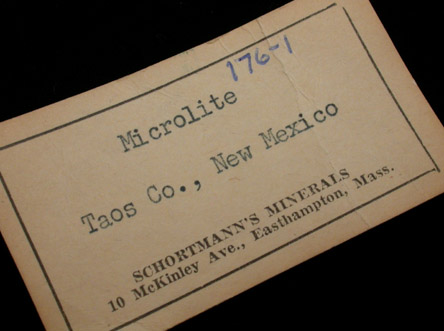 176-1
Microlite
Taos Co., New Mexico
SCHORTMANN'S MINERALS
10 McKinley Ave., Easthampton, Mass.